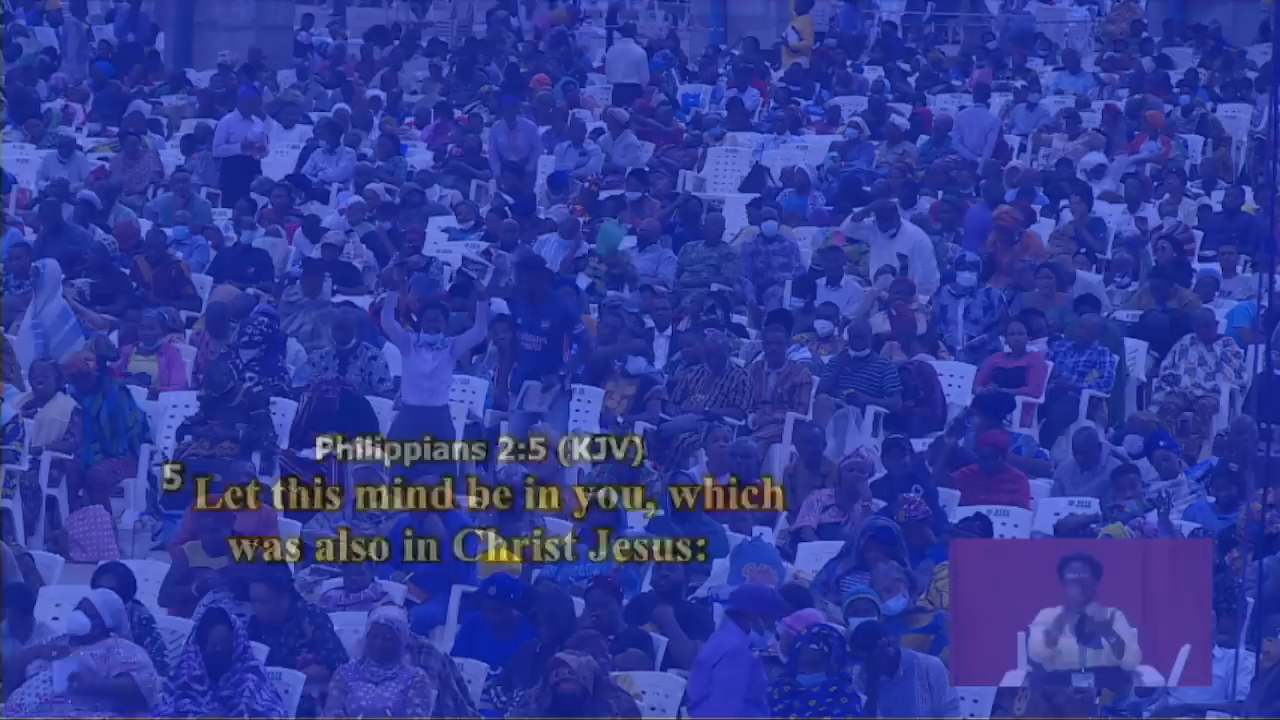 Philippians 2:5 (KJV)
5 Let this mind be in you, which
was also in Christ Jesus: